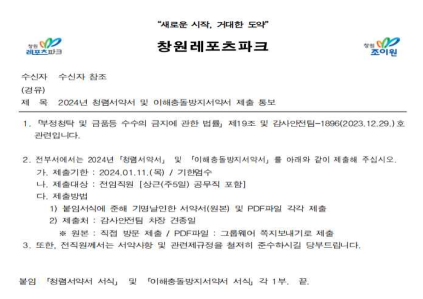 "새로운 시작, 거대한 도약"
창원
레포츠파크
창원레포츠파크
창원
조이원
수신자 수신자 참조
(경유)
제 목 2024년 청렴서약서 및 이해충돌방지서약서 제출 통보
1. 「부정청탁 및 금품등 수수의 금지에 관한 법률」제19조 및 감사안전팀-1896(2023.12.29.)호
관련입니다.
2. 전부서에서는 2024년「청렴서약서」 및 「이해충돌방지서약서」를 아래와 같이 제출해 주십시오.
가. 제출기한 : 2024.01.11.(목) / 기한엄수
나. 제출대상 : 전임직원 [상근(주5일) 공무직 포함]
다. 제출방법
1) 붙임서식에 준해 기명날인한 서약서(원본) 및 PDF파일 각각 제출
2) 제출처 : 감사안전팀 차장 견종일
※ 원본 : 직접 방문 제출 / PDF파일 : 그룹웨어 쪽지보내기로 제출
3. 또한, 전직원께서는 서약사항 및 관련제규정을 철저히 준수하시길 당부드립니다.
붙임 「청렴서약서 서식」 및 「이해충돌방지서약서 서식」각 1부. 끝.